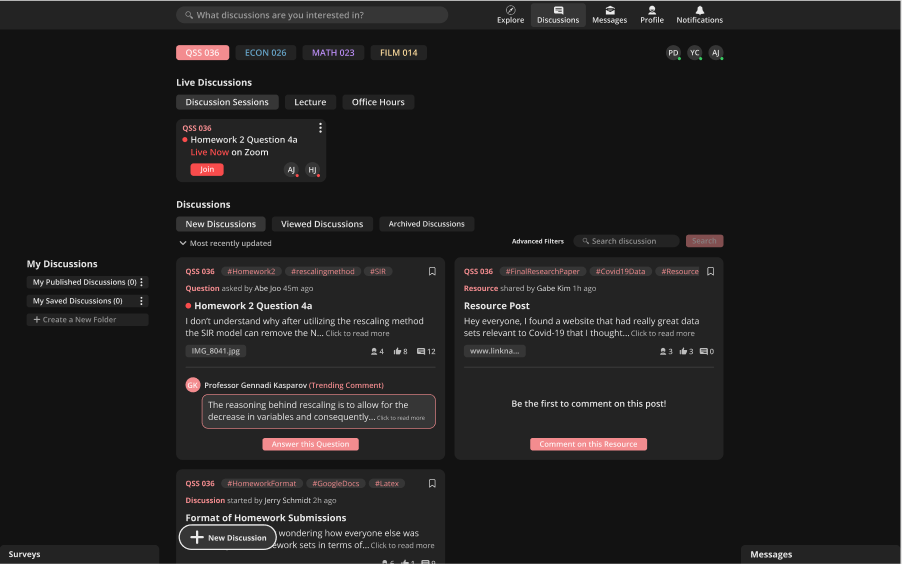 What discussions are you interested in?
Explore
Discussions
Messages
Profile
Notifications
QSS 036
ECON 026
MATH 023
FILM 014
PD
YC
AJ
Live Discussions
Discussion Sessions
Lecture
Office Hours
QSS 036
Homework 2 Question 4a
Live Now on Zoom
Join
AJ
HJ
Discussions
New Discussions
Viewed Discussions
Archived Discussions
Most recently updated
Advanced Filters
Search discussion
Search
My Discussions
My Published Discussions (0)
My Saved Discussions (0)
+ Create a New Folder
QSS 036 #Homework2 #rescalingmethod #SIR
Question asked by Abe Joo 45m ago
Homework 2 Question 4a
I don't understand why after utilizing the rescaling method
the SIR model can remove the N... Click to read more
IMG_8041.jpg
4 8 12
GK Professor Gennadi Kasparov (Trending Comment)
The reasoning behind rescaling is to allow for the
decrease in variables and consequently... Click to read more
Answer this Question
QSS 036 #FinalResearchPaper #Covid19Data #Resource
Resource shared by Gabe Kim 1h ago
Resource Post
Hey everyone, I found a website that had really great data
sets relevant to Covid-19 that I thought... Click to read more
www.linkna...
3 3 0
Be the first to comment on this post!
Comment on this Resource
QSS 036 #HomeworkFormat #GoogleDocs #Latex
Discussion started by Jerry Schmidt 2h ago
Format of Homework Submissions
wondering how everyone else was
ework sets in terms of... Click to read more
+ New Discussion
6 1 0
Surveys
Messages